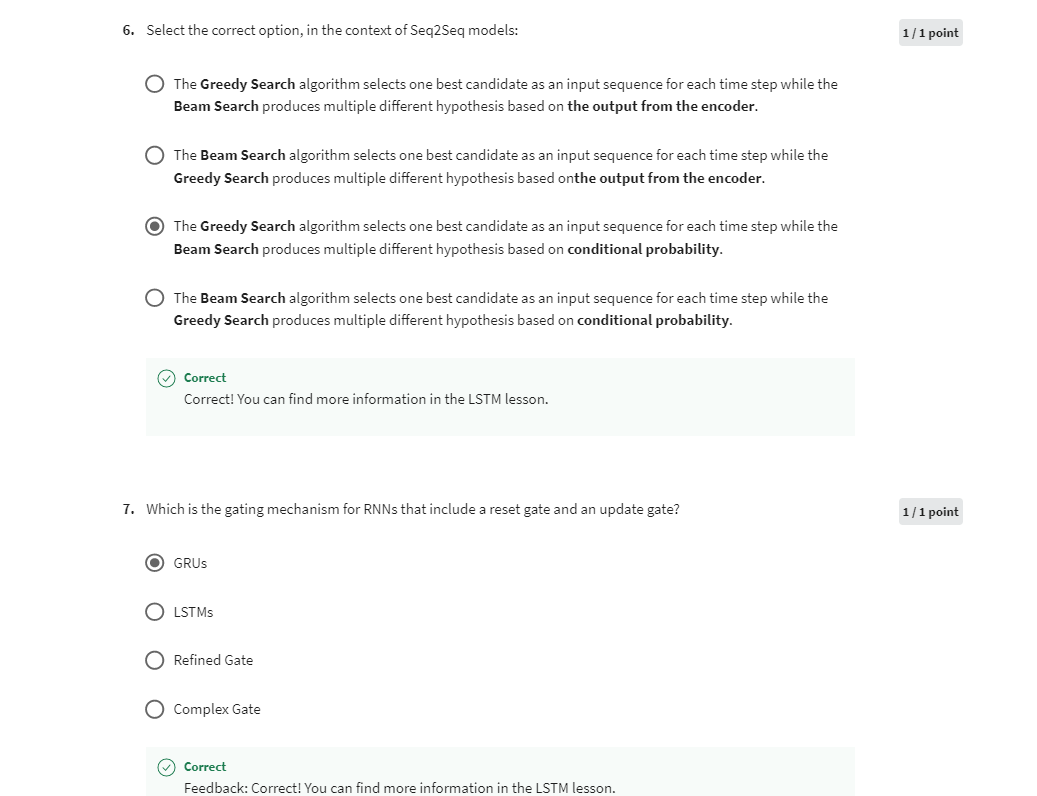 6. Select the correct option, in the context of Seq2Seq models:
1 / 1 point
The Greedy Search algorithm selects one best candidate as an input sequence for each time step while the
Beam Search produces multiple different hypothesis based on the output from the encoder.
The Beam Search algorithm selects one best candidate as an input sequence for each time step while the
Greedy Search produces multiple different hypothesis based onthe output from the encoder.
The Greedy Search algorithm selects one best candidate as an input sequence for each time step while the
Beam Search produces multiple different hypothesis based on conditional probability.
The Beam Search algorithm selects one best candidate as an input sequence for each time step while the
Greedy Search produces multiple different hypothesis based on conditional probability.
Correct
Correct! You can find more information in the LSTM lesson.
7. Which is the gating mechanism for RNNs that include a reset gate and an update gate?
1 / 1 point
GRUs
LSTMs
Refined Gate
Complex Gate
Correct
Feedback: Correct! You can find more information in the LSTM lesson.